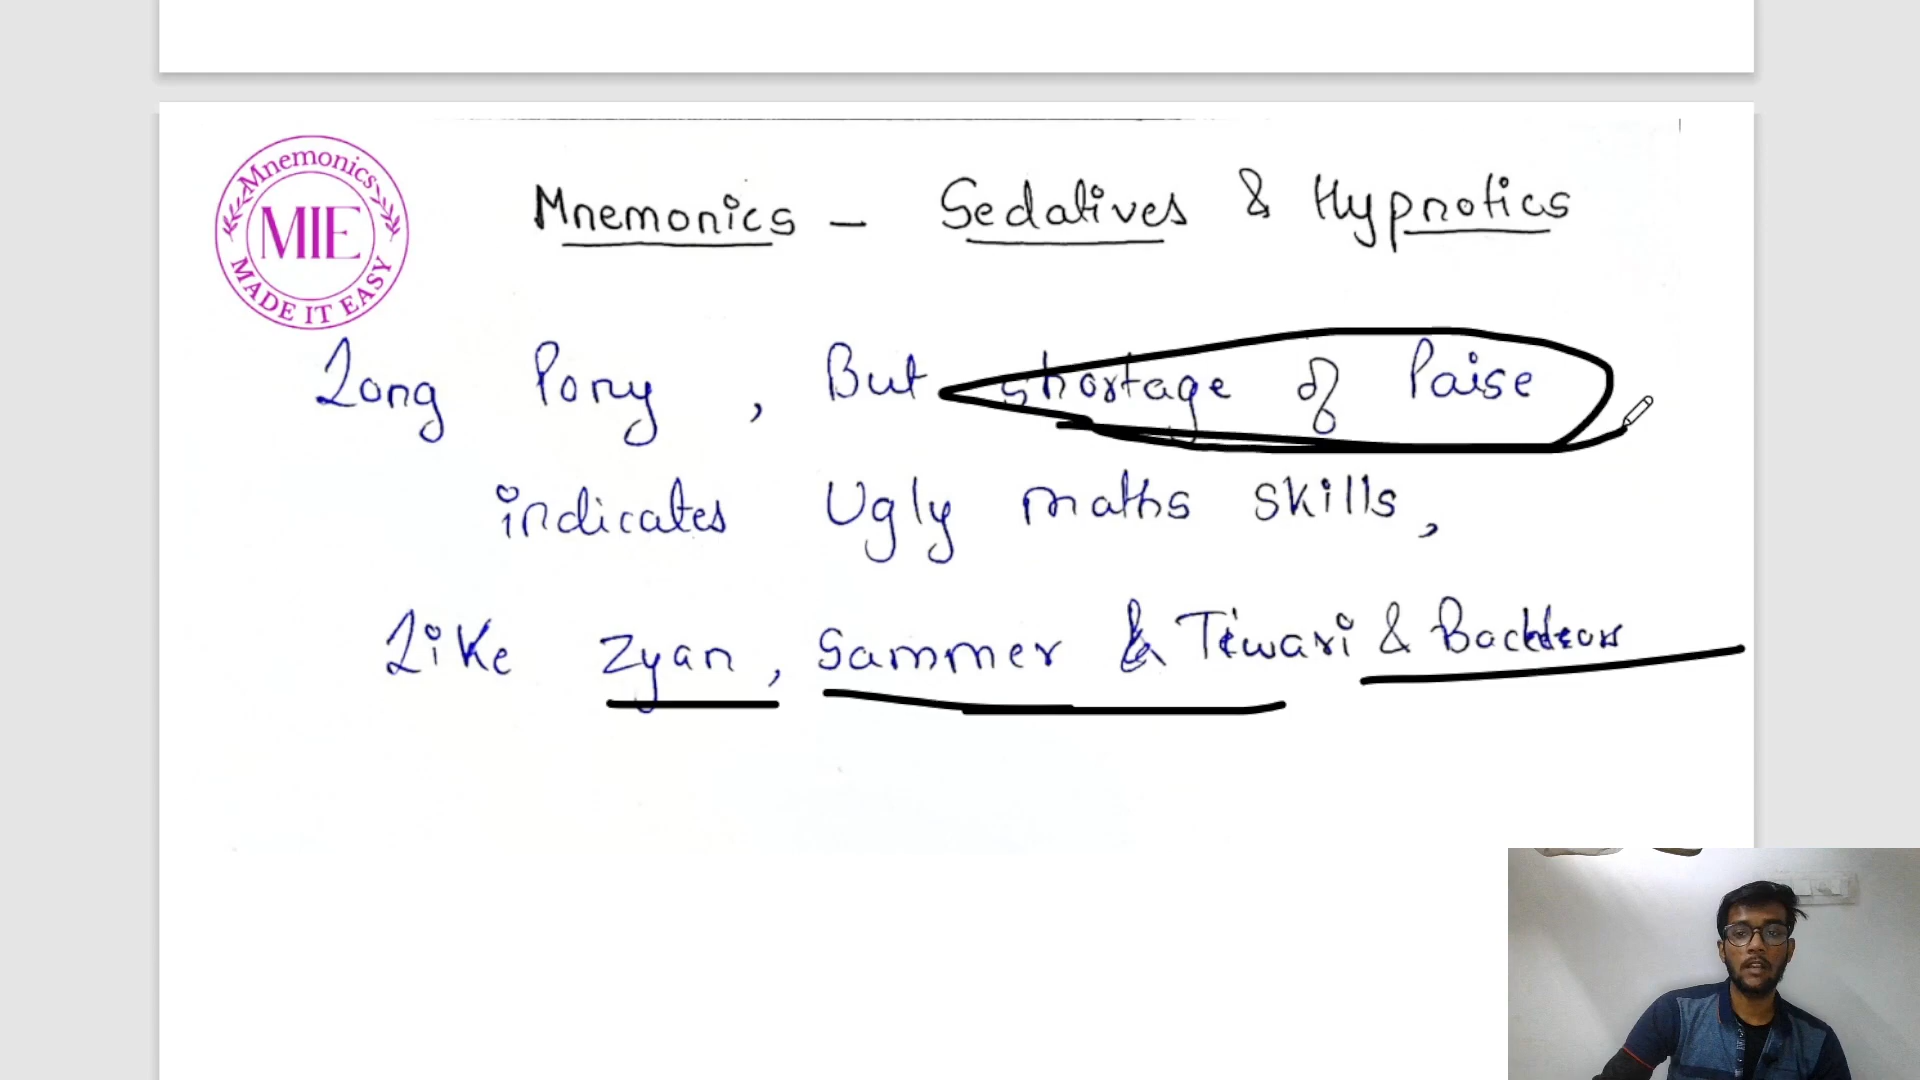 Mnemonics
MIE
MADE IT EASY
Mnemonics - Sedatives & Hypnotics
Long Pony, But shortage of Paise
indicates Ugly maths skills,
Like Zyan, Sammer & Tiwari &